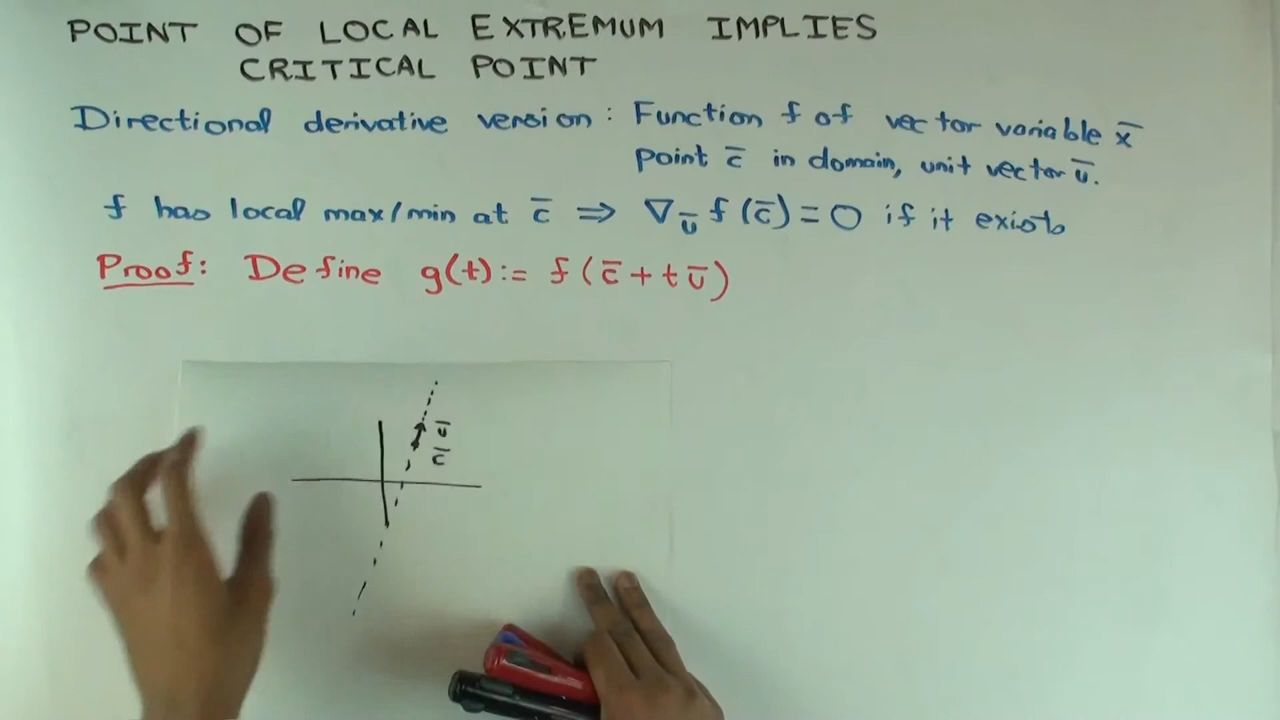 POINT OF LOCAL EXTREMUM IMPLIES
CRITICAL POINT
Directional derivative version: Function f of vector variable x̄
point c̄ in domain, unit vector ū.
f has local max/min at c̄ ⇒ ∇_ū f(c̄) = 0 if it exists
Proof: Define g(t) := f(c̄ + tū)
ū
c̄